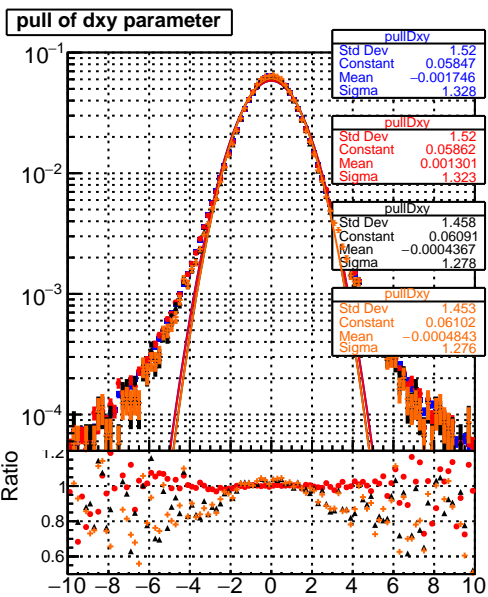 pull of dxy parameter
pullDxy
Std Dev 1.52
Constant 0.05847
Mean −0.001746
Sigma 1.328
pullDxy
Std Dev 1.52
Constant 0.05862
Mean 0.001301
Sigma 1.323
pullDxy
Std Dev 1.458
Constant 0.06091
Mean −0.0004367
Sigma 1.278
pullDxy
Std Dev 1.453
Constant 0.06102
Mean −0.0004843
Sigma 1.276
10−1
10−2
10−3
10−4
Ratio
1.2
1
0.8
0.6
−10 −8 −6 −4 −2 0 2 4 6 8 10